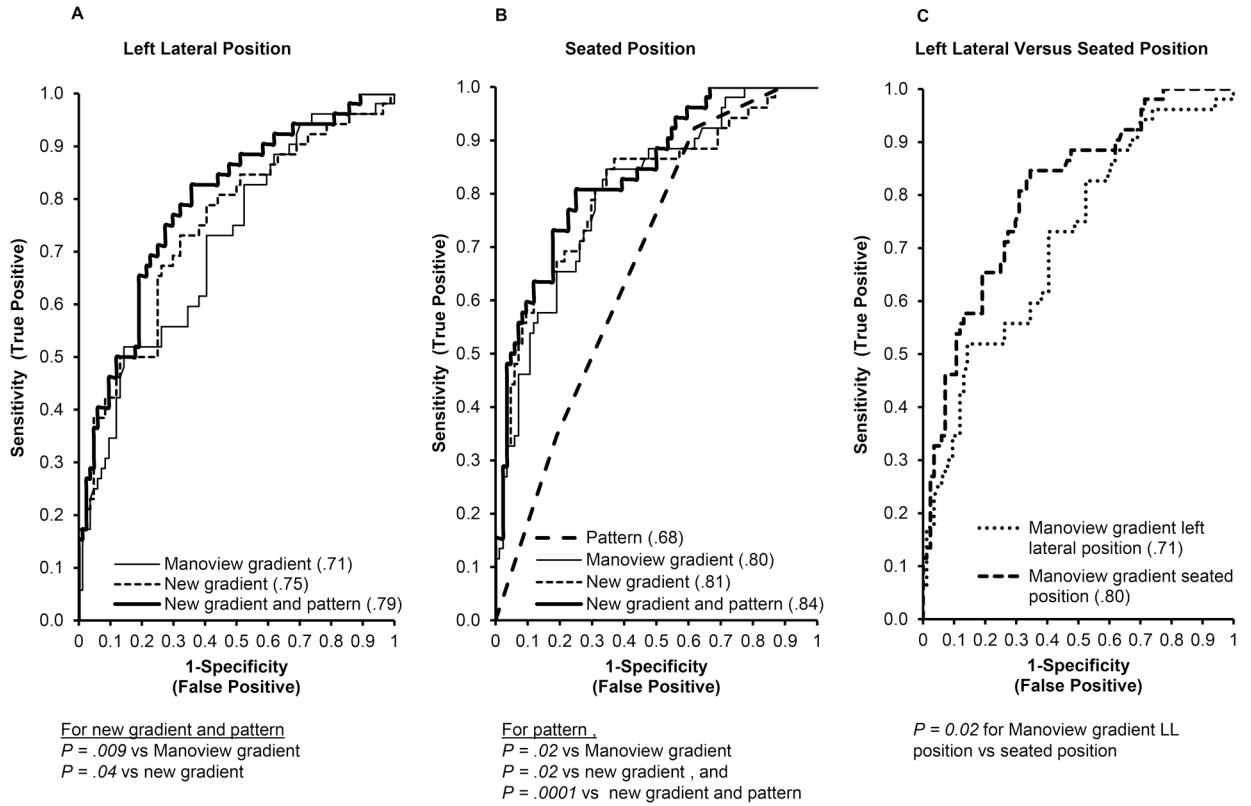 A
Left Lateral Position
Sensitivity (True Positive)
1.0
0.9
0.8
0.7
0.6
0.5
0.4
0.3
0.2
0.1
0.0
Manoview gradient (.71)
New gradient (.75)
New gradient and pattern (.79)
0 0.1 0.2 0.3 0.4 0.5 0.6 0.7 0.8 0.9 1
1-Specificity
(False Positive)
For new gradient and pattern
P = .009 vs Manoview gradient
P = .04 vs new gradient
B
Seated Position
Sensitivity (True Positive)
1.0
0.9
0.8
0.7
0.6
0.5
0.4
0.3
0.2
0.1
0.0
Pattern (.68)
Manoview gradient (.80)
New gradient (.81)
New gradient and pattern (.84)
0 0.1 0.2 0.3 0.4 0.5 0.6 0.7 0.8 0.9 1
1-Specificity
(False Positive)
For pattern ,
P = .02 vs Manoview gradient
P = .02 vs new gradient , and
P = .0001 vs new gradient and pattern
C
Left Lateral Versus Seated Position
Sensitivity (True Positive)
1.0
0.9
0.8
0.7
0.6
0.5
0.4
0.3
0.2
0.1
0.0
Manoview gradient left
lateral position (.71)
Manoview gradient seated
position (.80)
0 0.1 0.2 0.3 0.4 0.5 0.6 0.7 0.8 0.9 1
1-Specificity
(False Positive)
P = 0.02 for Manoview gradient LL
position vs seated position